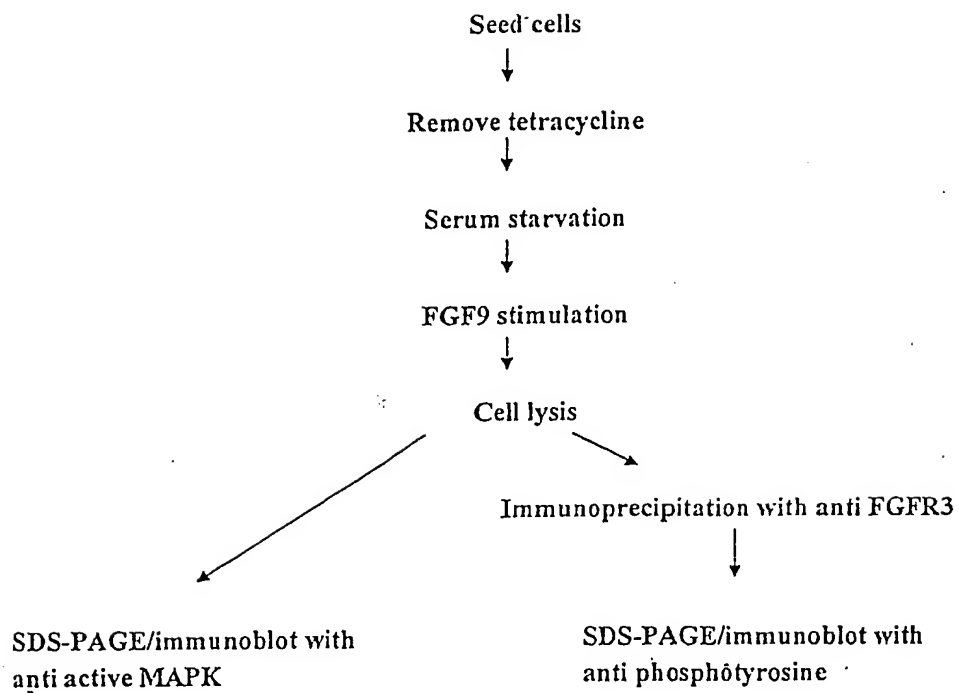 Seed cells
Remove tetracycline
Serum starvation
FGF9 stimulation
Cell lysis
Immunoprecipitation with anti FGFR3
SDS-PAGE/immunoblot with
anti active MAPK
SDS-PAGE/immunoblot with
anti phosphotyrosine